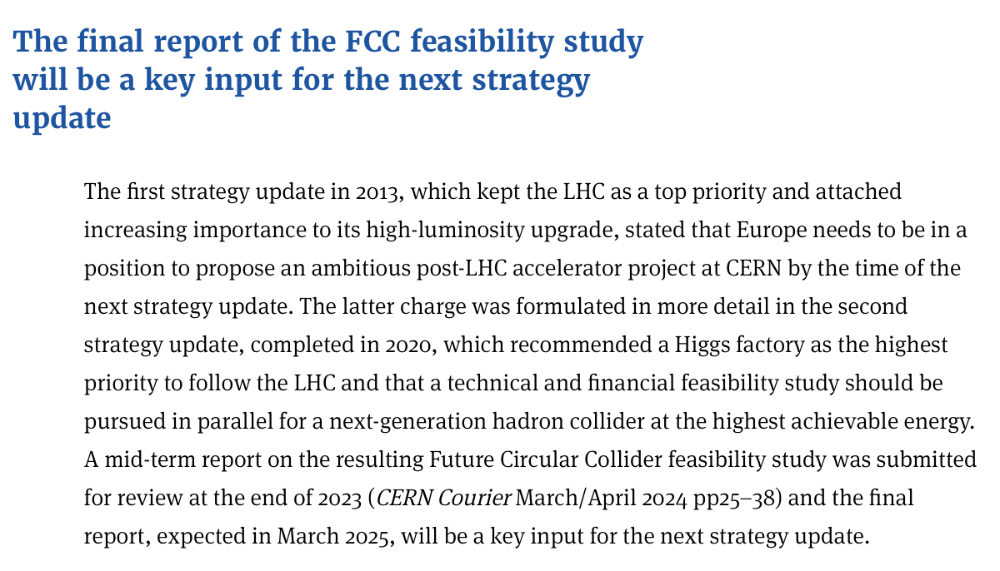 The final report of the FCC feasibility study
will be a key input for the next strategy
update
The first strategy update in 2013, which kept the LHC as a top priority and attached
increasing importance to its high-luminosity upgrade, stated that Europe needs to be in a
position to propose an ambitious post-LHC accelerator project at CERN by the time of the
next strategy update. The latter charge was formulated in more detail in the second
strategy update, completed in 2020, which recommended a Higgs factory as the highest
priority to follow the LHC and that a technical and financial feasibility study should be
pursued in parallel for a next-generation hadron collider at the highest achievable energy.
A mid-term report on the resulting Future Circular Collider feasibility study was submitted
for review at the end of 2023 (CERN Courier March/April 2024 pp25–38) and the final
report, expected in March 2025, will be a key input for the next strategy update.